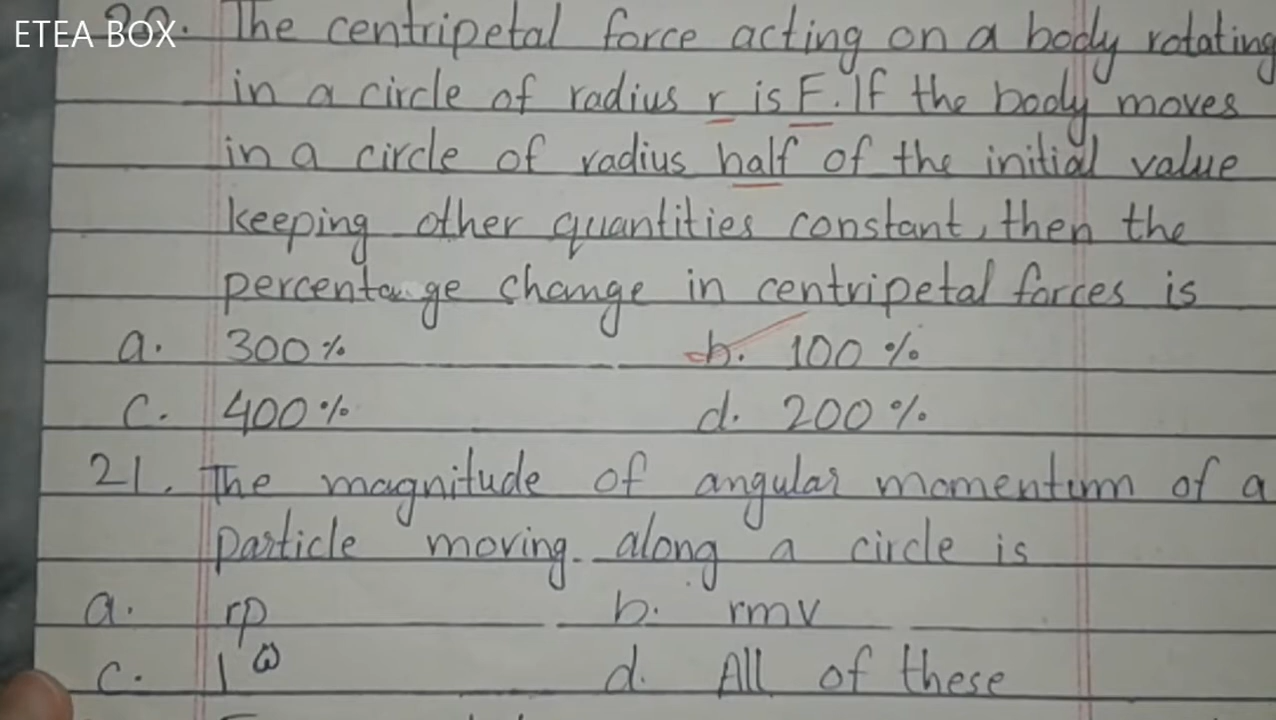 ETEA BOX
20. The centripetal force acting on a body rotating
in a circle of radius r is F. If the body moves
in a circle of radius half of the initial value
keeping other quantities constant, then the
percentage change in centripetal forces is
a. 300% b. 100%
c. 400% d. 200%
21. The magnitude of angular momentum of a
particle moving along a circle is
a. rp b. rmv
c. Iω d. All of these